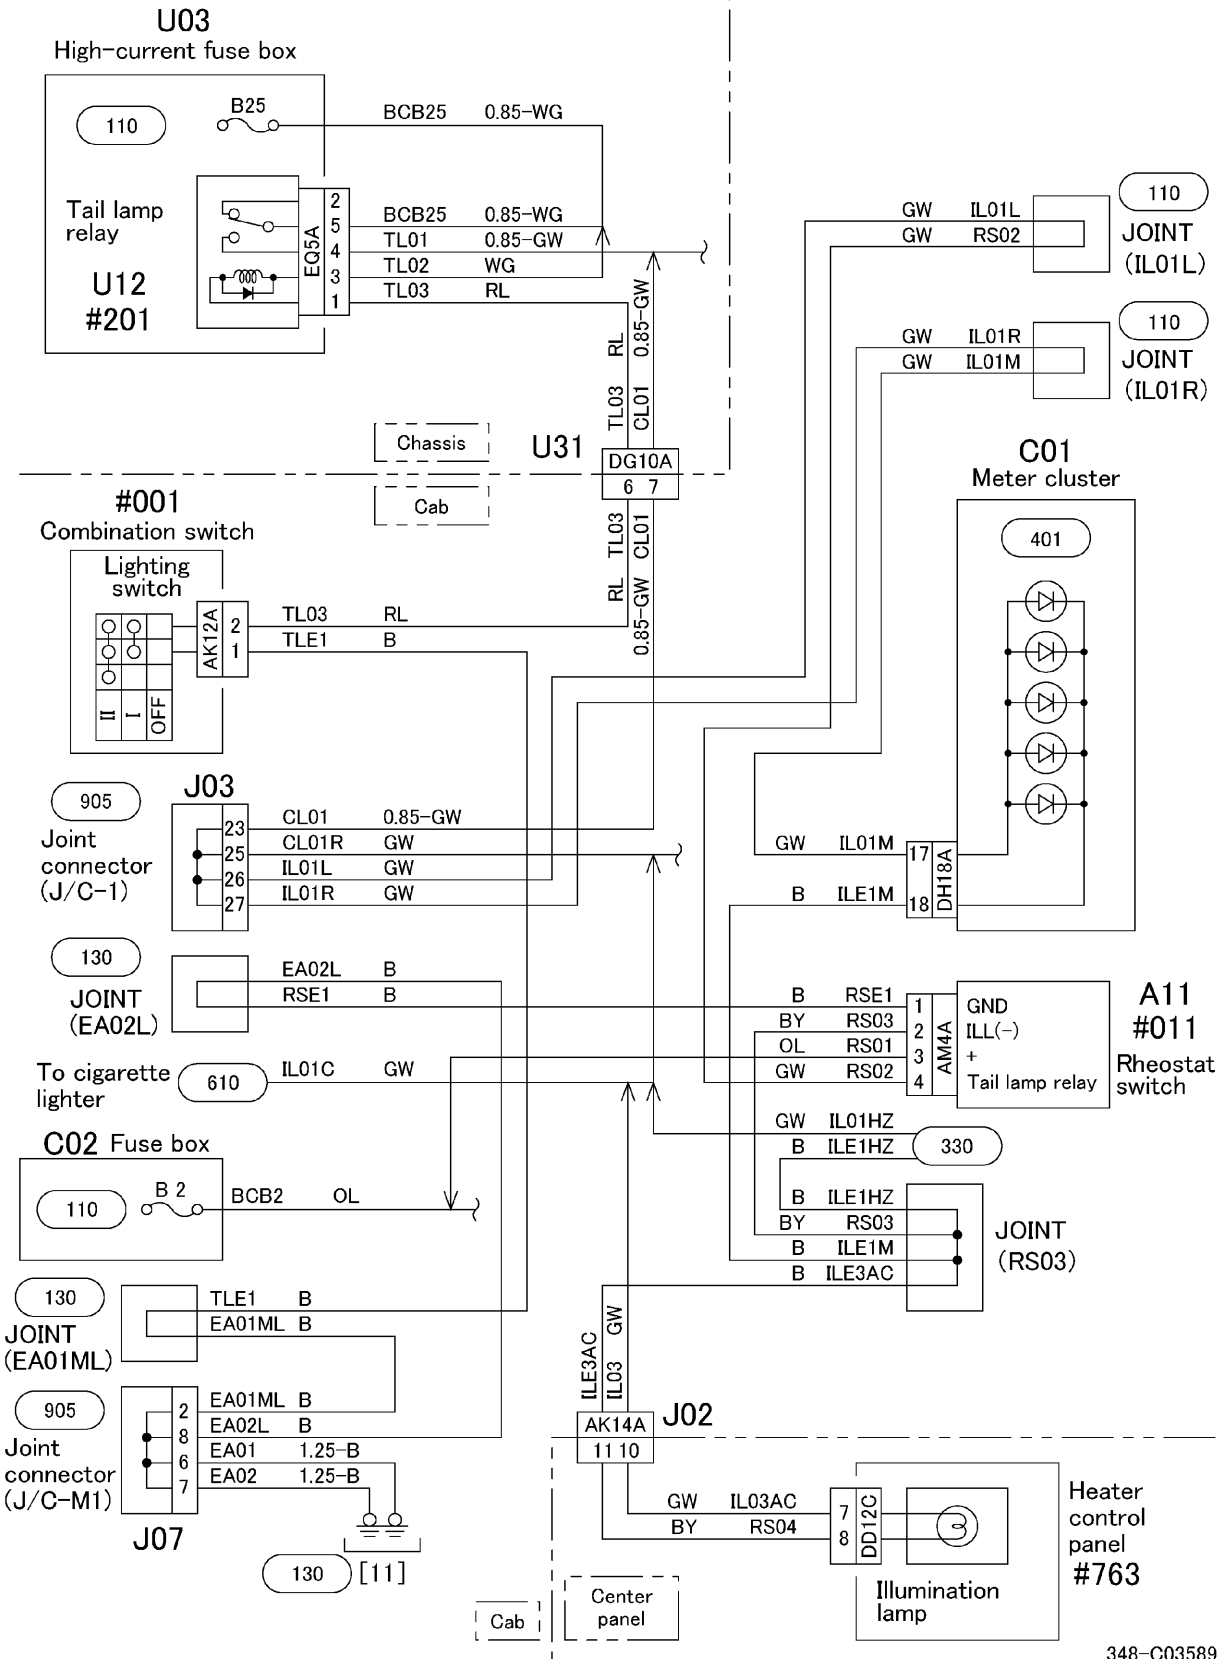 U03
High-current fuse box
110
B25
BCB25 0.85-WG
Tail lamp
relay
U12
#201
EQ5A
2
5
4
3
1
BCB25 0.85-WG
TL01 0.85-GW
TL02 WG
TL03 RL
TL03 RL
CL01 0.85-GW
Chassis
U31
DG10A
6 7
Cab
RL TL03
0.85-GW CL01
GW IL01L
GW RS02
110
JOINT
(IL01L)
GW IL01R
GW IL01M
110
JOINT
(IL01R)
#001
Combination switch
Lighting
switch
II
I
OFF
AK12A
2
1
TL03 RL
TLE1 B
C01
Meter cluster
401
GW IL01M
B ILE1M
17
18
DH18A
905
J03
Joint
connector
(J/C-1)
23
25
26
27
CL01 0.85-GW
CL01R GW
IL01L GW
IL01R GW
130
JOINT
(EA02L)
EA02L B
RSE1 B
B RSE1
BY RS03
OL RS01
GW RS02
1
2
3
4
AM4A
GND
ILL(-)
+
Tail lamp relay
A11
#011
Rheostat
switch
To cigarette
lighter
610
IL01C GW
GW IL01HZ
B ILE1HZ
330
C02 Fuse box
110
B 2
BCB2 OL
B ILE1HZ
BY RS03
B ILE1M
B ILE3AC
JOINT
(RS03)
130
JOINT
(EA01ML)
TLE1 B
EA01ML B
905
Joint
connector
(J/C-M1)
J07
2
8
6
7
EA01ML B
EA02L B
EA01 1.25-B
EA02 1.25-B
130
[11]
ILE3AC
IL03 GW
AK14A
J02
11 10
GW IL03AC
BY RS04
7
8
DD12C
Illumination
lamp
Heater
control
panel
#763
Cab
Center
panel
348-C03589